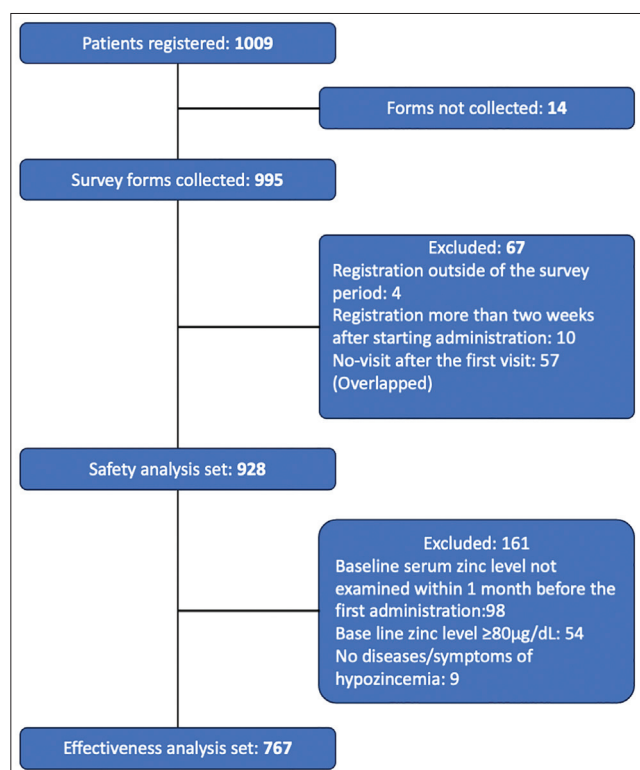 Patients registered: 1009
Forms not collected: 14
Survey forms collected: 995
Excluded: 67
Registration outside of the survey
period: 4
Registration more than two weeks
after starting administration: 10
No-visit after the first visit: 57
(Overlapped)
Safety analysis set: 928
Excluded: 161
Baseline serum zinc level not
examined within 1 month before the
first administration:98
Base line zinc level ≥80µg/dL: 54
No diseases/symptoms of
hypozincemia: 9
Effectiveness analysis set: 767